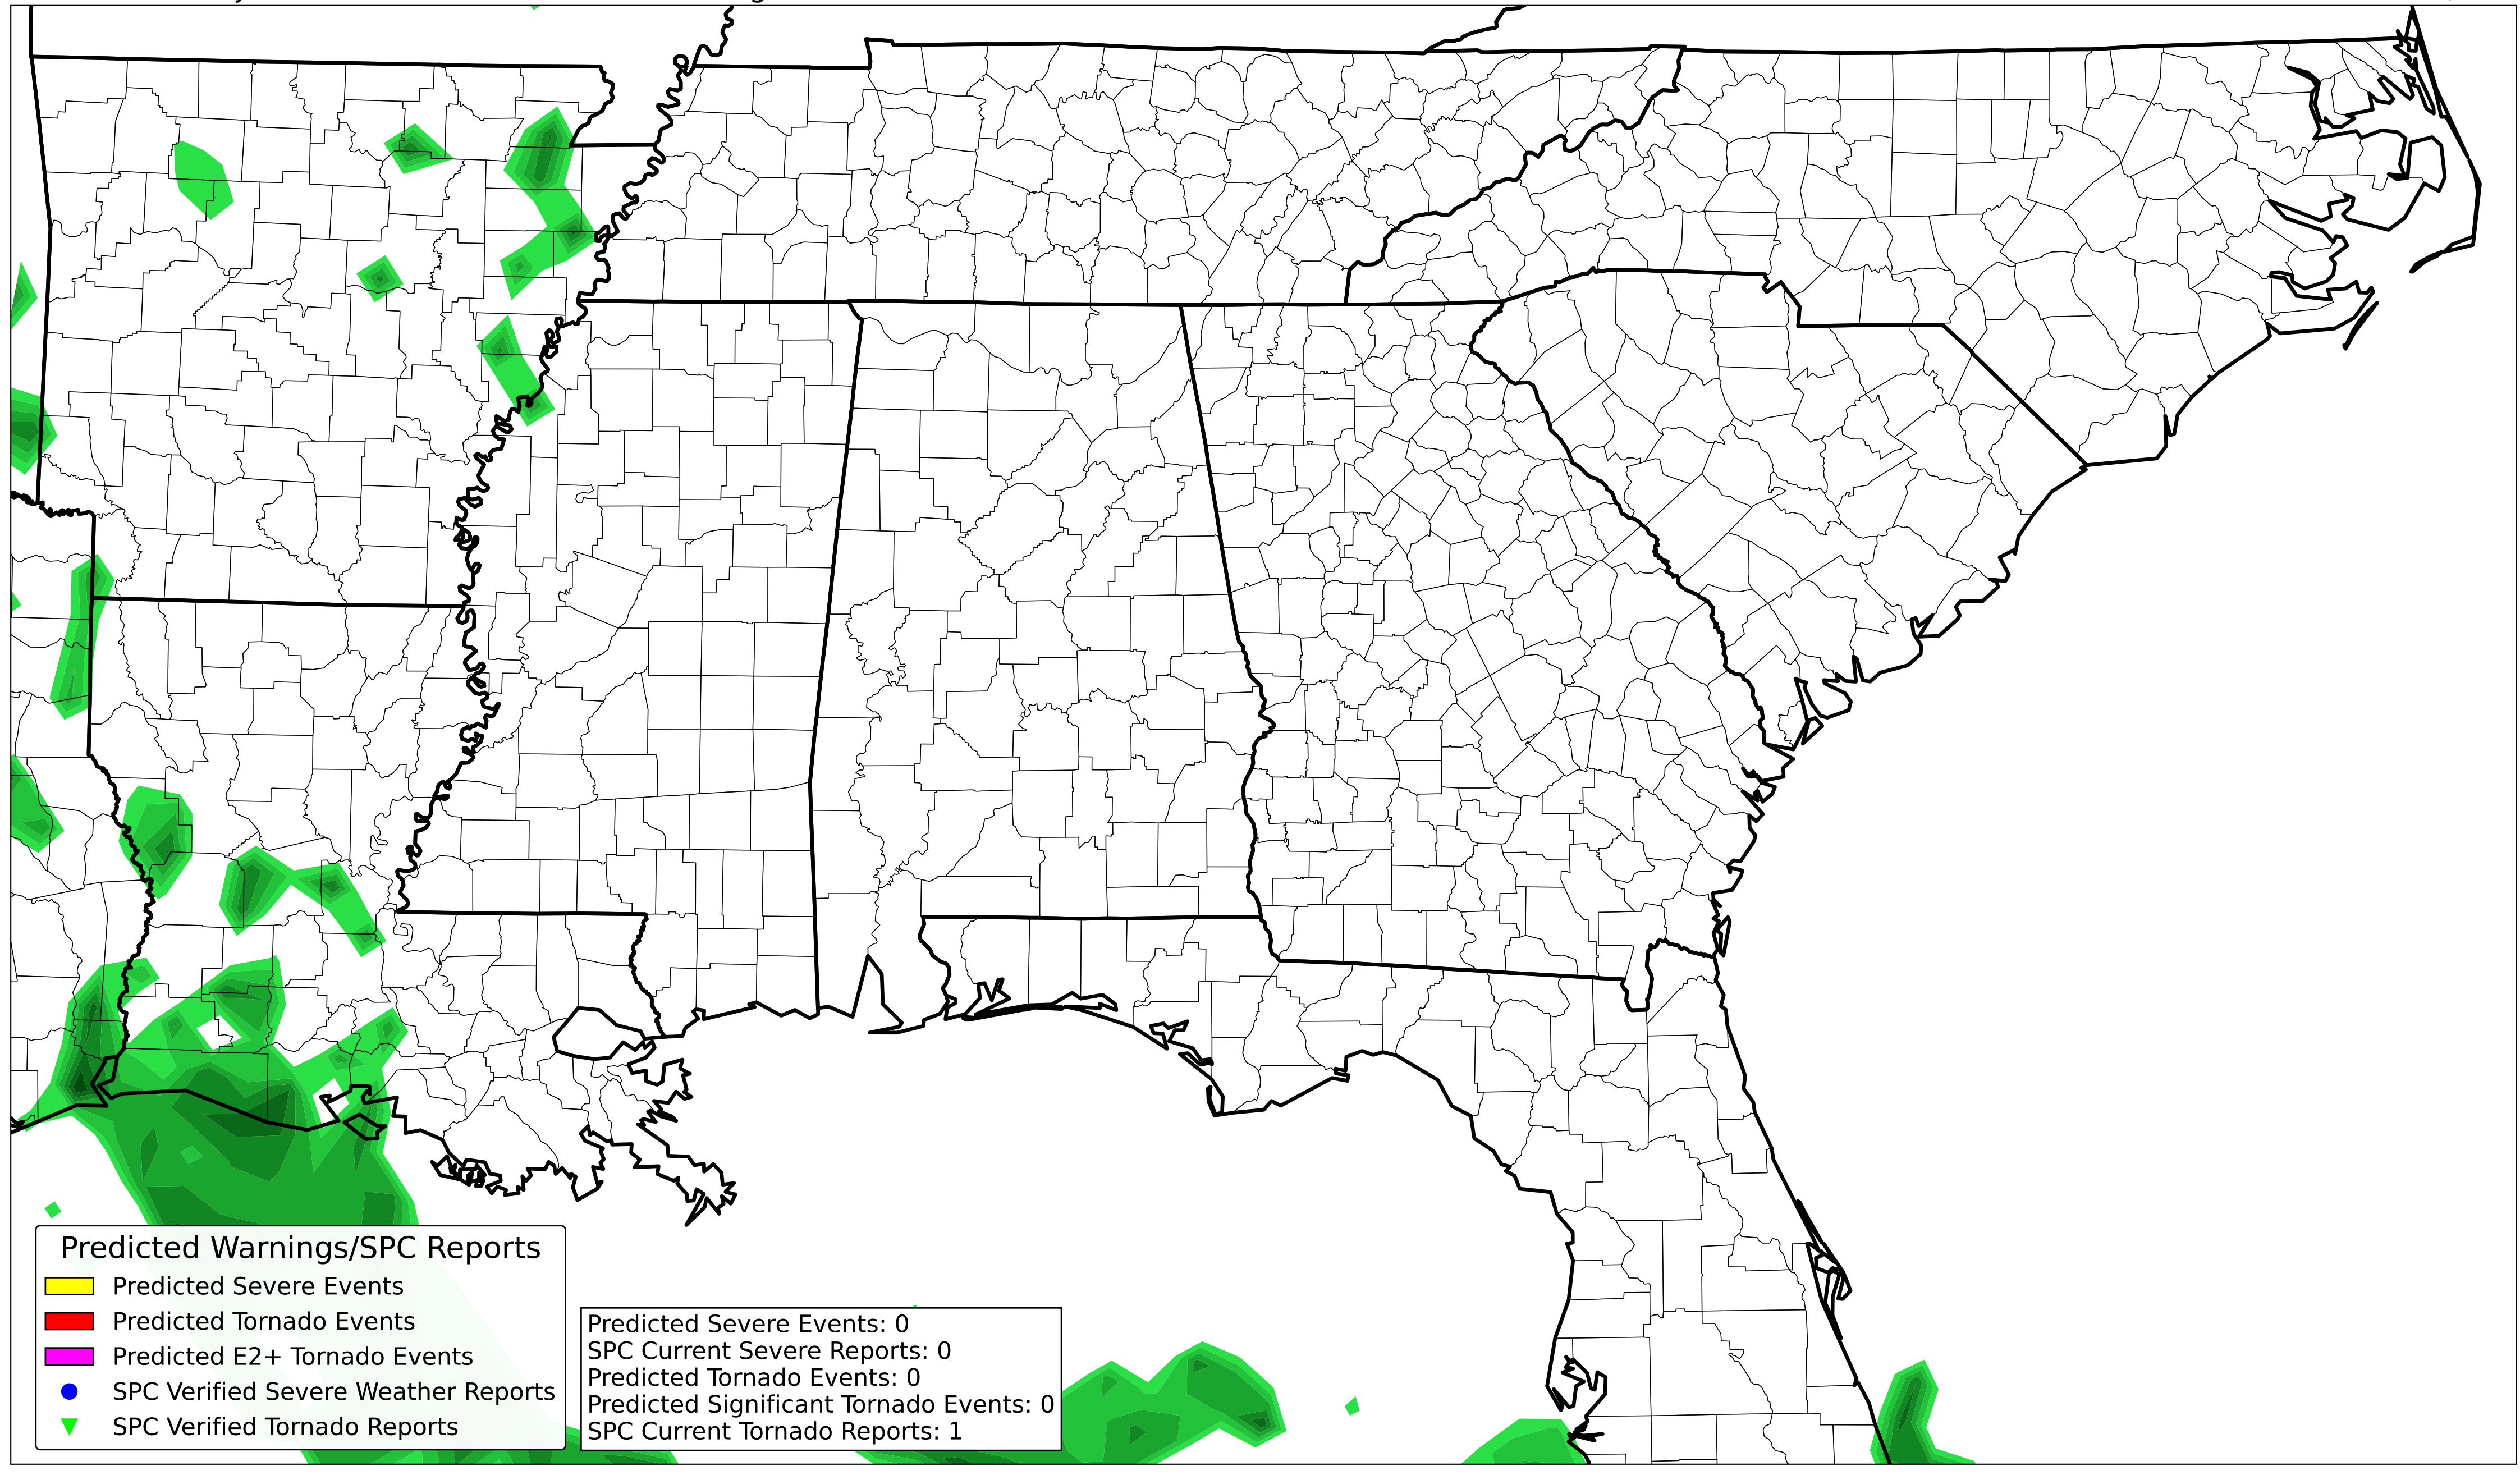 Predicted Warnings/SPC Reports
Predicted Severe Events
Predicted Tornado Events
Predicted E2+ Tornado Events
SPC Verified Severe Weather Reports
SPC Verified Tornado Reports
Predicted Severe Events: 0
SPC Current Severe Reports: 0
Predicted Tornado Events: 0
Predicted Significant Tornado Events: 0
SPC Current Tornado Reports: 1